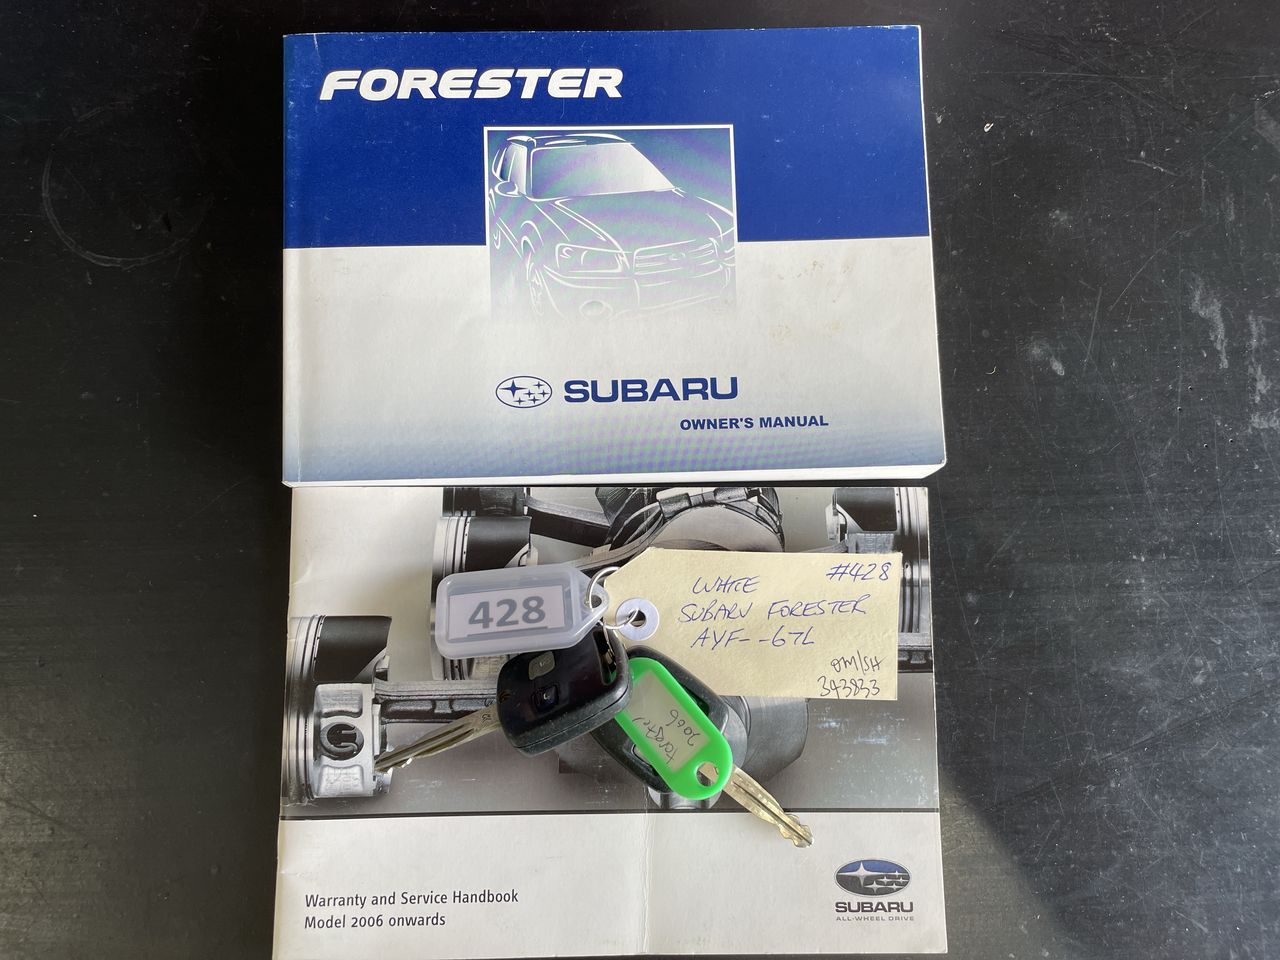 FORESTER
SUBARU
OWNER'S MANUAL
428
#428
WHITE
SUBARU FORESTER
AYF--67L
OM/SH
343833
Forester
2006
Warranty and Service Handbook
Model 2006 onwards
SUBARU
ALL-WHEEL DRIVE